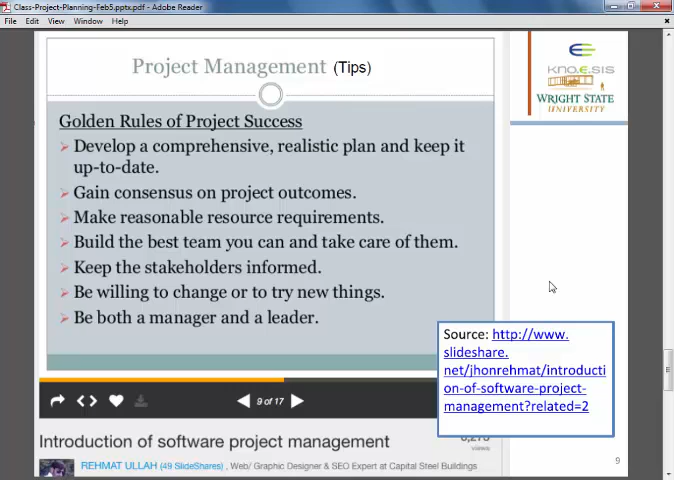 Class-Project-Planning-Feb5.pptx.pdf - Adobe Reader
File Edit View Window Help
Project Management (Tips)
Golden Rules of Project Success
Develop a comprehensive, realistic plan and keep it
up-to-date.
Gain consensus on project outcomes.
Make reasonable resource requirements.
Build the best team you can and take care of them.
Keep the stakeholders informed.
Be willing to change or to try new things.
Be both a manager and a leader.
kno.e.sis
WRIGHT STATE
UNIVERSITY
Source: http://www.
slideshare.
net/jhonrehmat/introducti
on-of-software-project-
management?related=2
9 of 17
Introduction of software project management
views
REHMAT ULLAH (49 SlideShares) , Web/ Graphic Designer & SEO Expert at Capital Steel Buildings
9